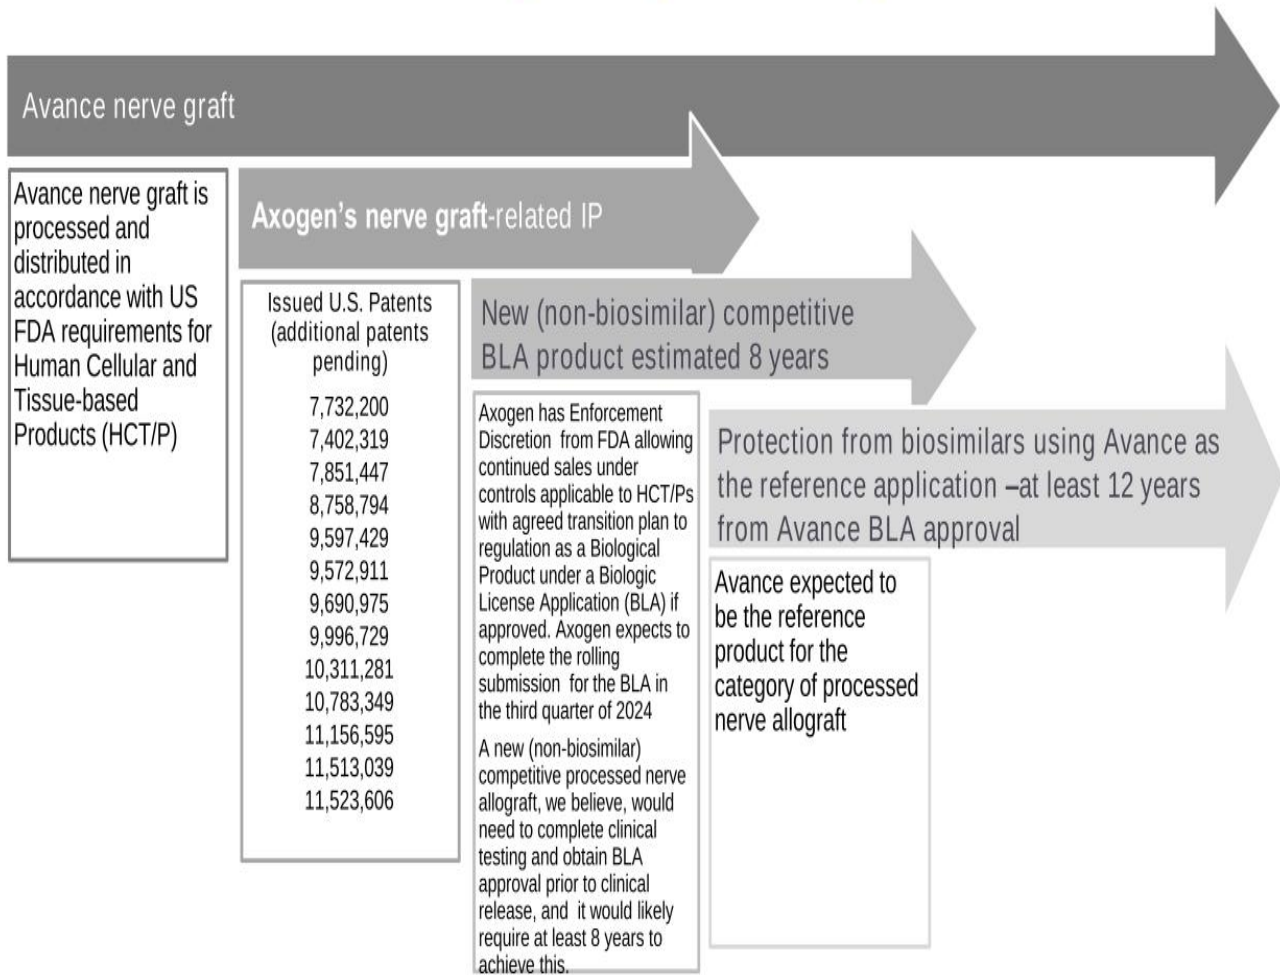 Avance nerve graft
Avance nerve graft is
processed and
distributed in
accordance with US
FDA requirements for
Human Cellular and
Tissue-based
Products (HCT/P)
Axogen’s nerve graft-related IP
Issued U.S. Patents
(additional patents
pending)
7,732,200
7,402,319
7,851,447
8,758,794
9,597,429
9,572,911
9,690,975
9,996,729
10,311,281
10,783,349
11,156,595
11,513,039
11,523,606
New (non-biosimilar) competitive
BLA product estimated 8 years
Axogen has Enforcement
Discretion from FDA allowing
continued sales under
controls applicable to HCT/Ps
with agreed transition plan to
regulation as a Biological
Product under a Biologic
License Application (BLA) if
approved. Axogen expects to
complete the rolling
submission for the BLA in
the third quarter of 2024
A new (non-biosimilar)
competitive processed nerve
allograft, we believe, would
need to complete clinical
testing and obtain BLA
approval prior to clinical
release, and it would likely
require at least 8 years to
achieve this.
Protection from biosimilars using Avance as
the reference application –at least 12 years
from Avance BLA approval
Avance expected to
be the reference
product for the
category of processed
nerve allograft